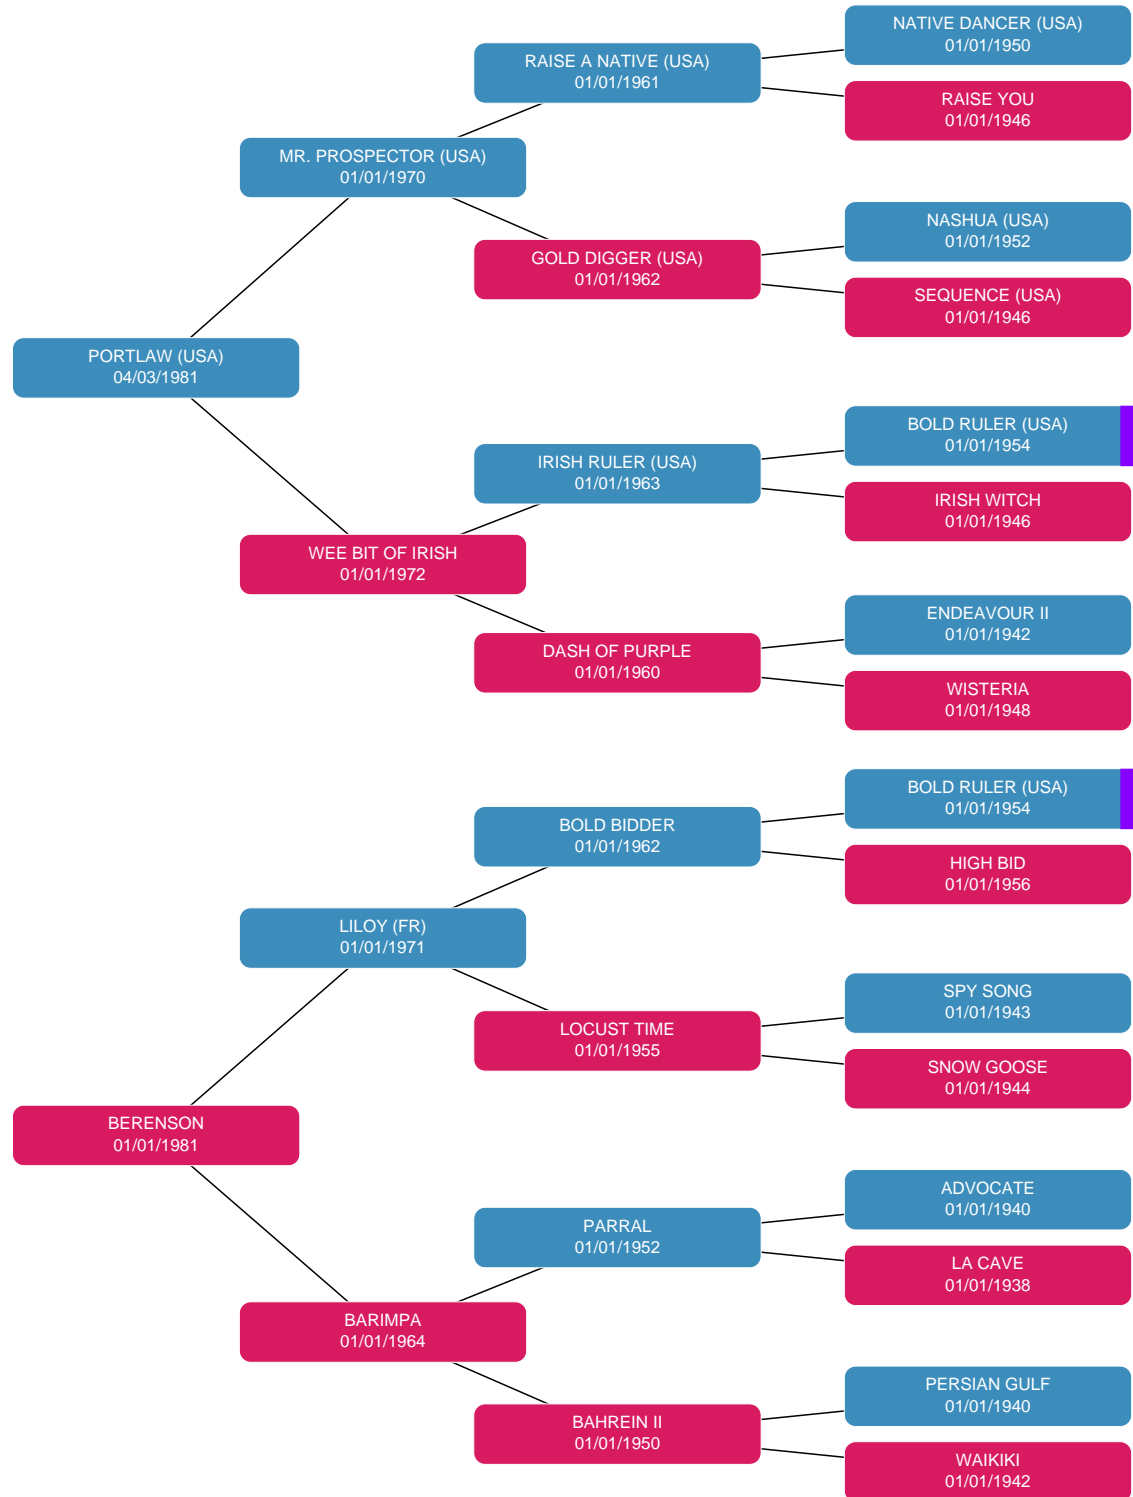 NATIVE DANCER (USA)
01/01/1950
RAISE A NATIVE (USA)
01/01/1961
RAISE YOU
01/01/1946
MR. PROSPECTOR (USA)
01/01/1970
NASHUA (USA)
01/01/1952
GOLD DIGGER (USA)
01/01/1962
SEQUENCE (USA)
01/01/1946
PORTLAW (USA)
04/03/1981
BOLD RULER (USA)
01/01/1954
IRISH RULER (USA)
01/01/1963
IRISH WITCH
01/01/1946
WEE BIT OF IRISH
01/01/1972
ENDEAVOUR II
01/01/1942
DASH OF PURPLE
01/01/1960
WISTERIA
01/01/1948
BOLD RULER (USA)
01/01/1954
BOLD BIDDER
01/01/1962
HIGH BID
01/01/1956
LILOY (FR)
01/01/1971
SPY SONG
01/01/1943
LOCUST TIME
01/01/1955
SNOW GOOSE
01/01/1944
BERENSON
01/01/1981
ADVOCATE
01/01/1940
PARRAL
01/01/1952
LA CAVE
01/01/1938
BARIMPA
01/01/1964
PERSIAN GULF
01/01/1940
BAHREIN II
01/01/1950
WAIKIKI
01/01/1942